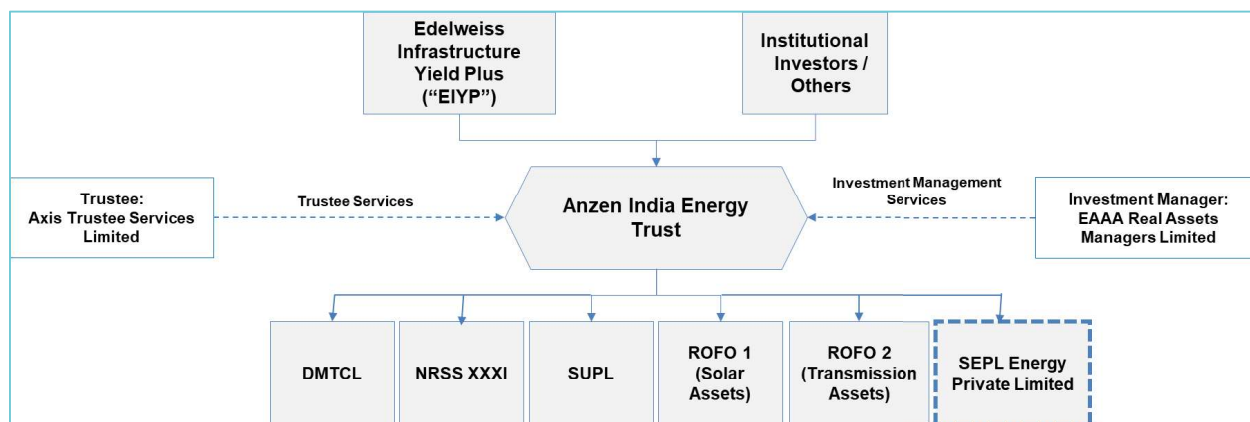 Edelweiss
Infrastructure
Yield Plus
(“EIYP”)
Institutional
Investors /
Others
Trustee:
Axis Trustee Services
Limited
Trustee Services
Anzen India Energy
Trust
Investment Management
Services
Investment Manager:
EAAA Real Assets
Managers Limited
DMTCL
NRSS XXXI
SUPL
ROFO 1
(Solar
Assets)
ROFO 2
(Transmission
Assets)
SEPL Energy
Private Limited